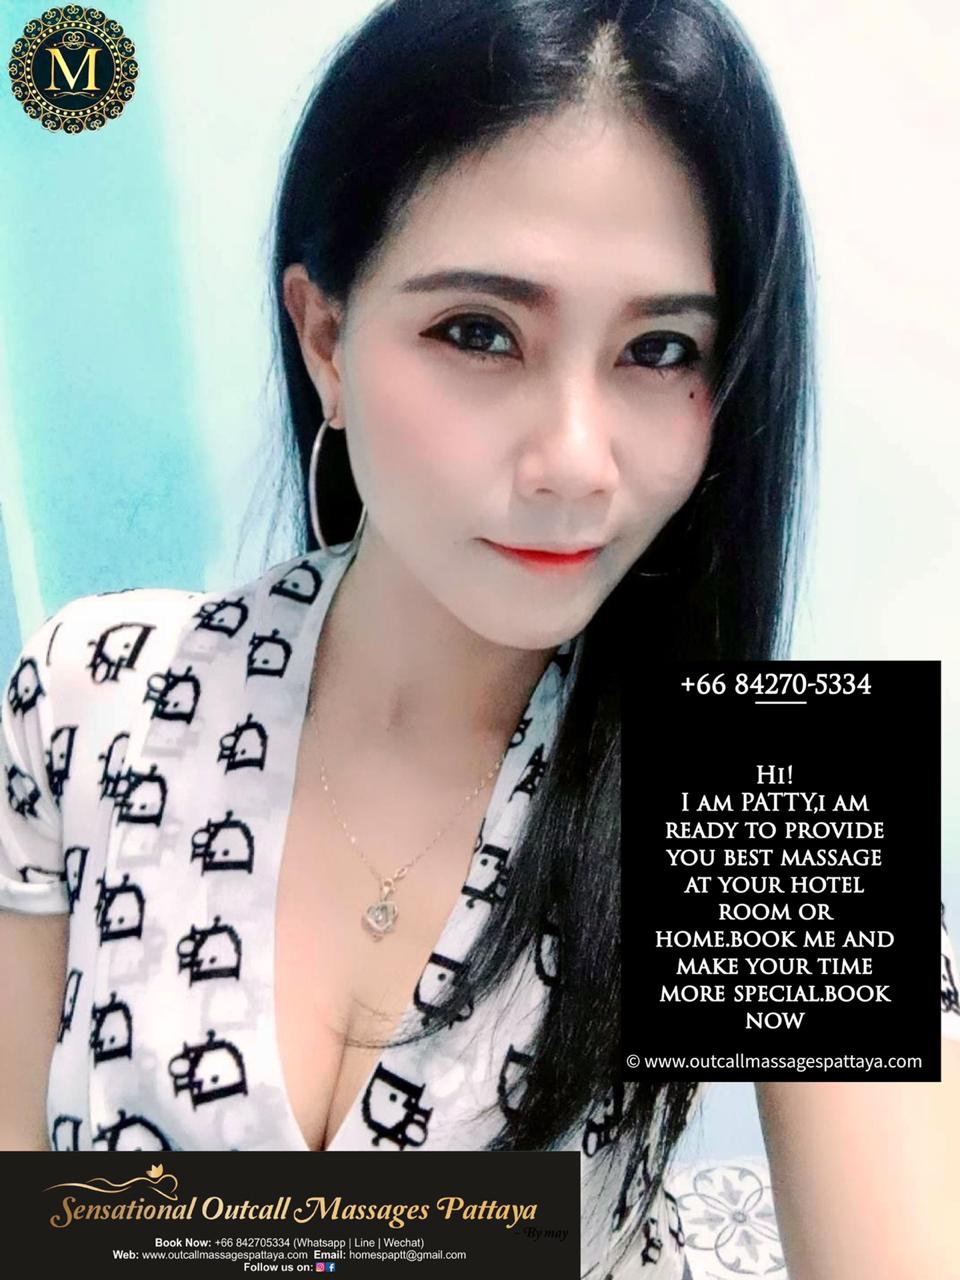 M
+66 84270-5334
Hi!
I am PATTY,i am
ready to provide
you best massage
at your hotel
room or
home.Book me and
make your time
more special.Book
now
© www.outcallmassagespattaya.com
Sensational Outcall Massages Pattaya
- By may
Book Now: +66 842705334 (Whatsapp | Line | Wechat)
Web: www.outcallmassagespattaya.com Email: homespaptt@gmail.com
Follow us on: